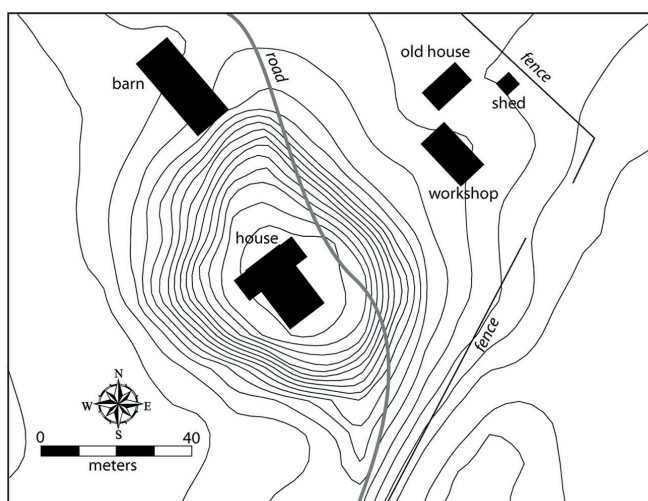 road
old house
fence
barn
shed
workshop
house
fence
N
W E
S
0 40
meters